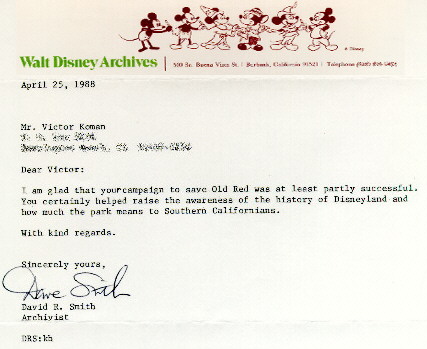 © Disney
Walt Disney Archives | 500 So. Buena Vista St. | Burbank, California 91521 | Telephone
April 25, 1988
Mr. Victor Koman
Dear Victor:
I am glad that yourcampaign to save Old Red was at least partly successful.
You certainly helped raise the awareness of the history of Disneyland and
how much the park means to Southern Californians.
With kind regards.
Sincerely yours,
Dave Smith
David R. Smith
Archivist
DRS:kh